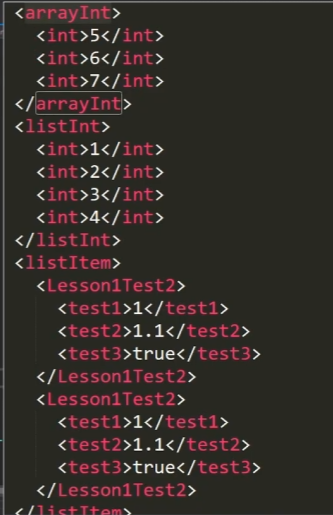 <arrayInt>
<int>5</int>
<int>6</int>
<int>7</int>
</arrayInt>
<listInt>
<int>1</int>
<int>2</int>
<int>3</int>
<int>4</int>
</listInt>
<listItem>
<Lesson1Test2>
<test1>1</test1>
<test2>1.1</test2>
<test3>true</test3>
</Lesson1Test2>
<Lesson1Test2>
<test1>1</test1>
<test2>1.1</test2>
<test3>true</test3>
</Lesson1Test2>
</listItem>